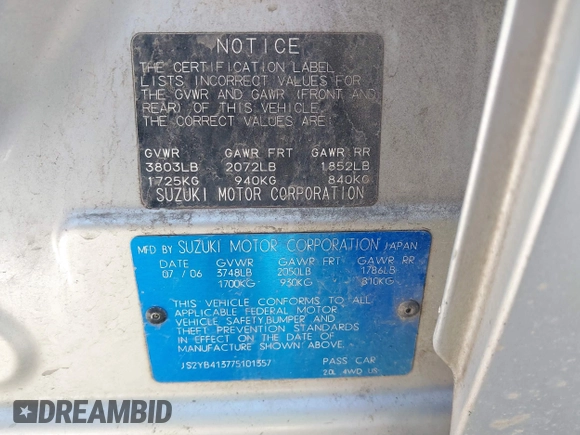 NOTICE
THE CERTIFICATION LABEL
LISTS INCORRECT VALUES FOR
THE GVWR AND GAWR (FRONT AND
REAR) OF THIS VEHICLE.
THE CORRECT VALUES ARE:
GVWR GAWR FRT GAWR RR
3803LB 2072LB 1852LB
1725KG 940KG 840KG
SUZUKI MOTOR CORPORATION
MFD BY SUZUKI MOTOR CORPORATION JAPAN
DATE GVWR GAWR FRT GAWR RR
07 / 06 3748LB 2050LB 1786LB
1700KG 930KG 810KG
THIS VEHICLE CONFORMS TO ALL
APPLICABLE FEDERAL MOTOR
VEHICLE SAFETY,BUMPER AND
THEFT PREVENTION STANDARDS
IN EFFECT ON THE DATE OF
MANUFACTURE SHOWN ABOVE.
JS2YB413775101357 PASS CAR
2.0L 4WD US
DREAMBID